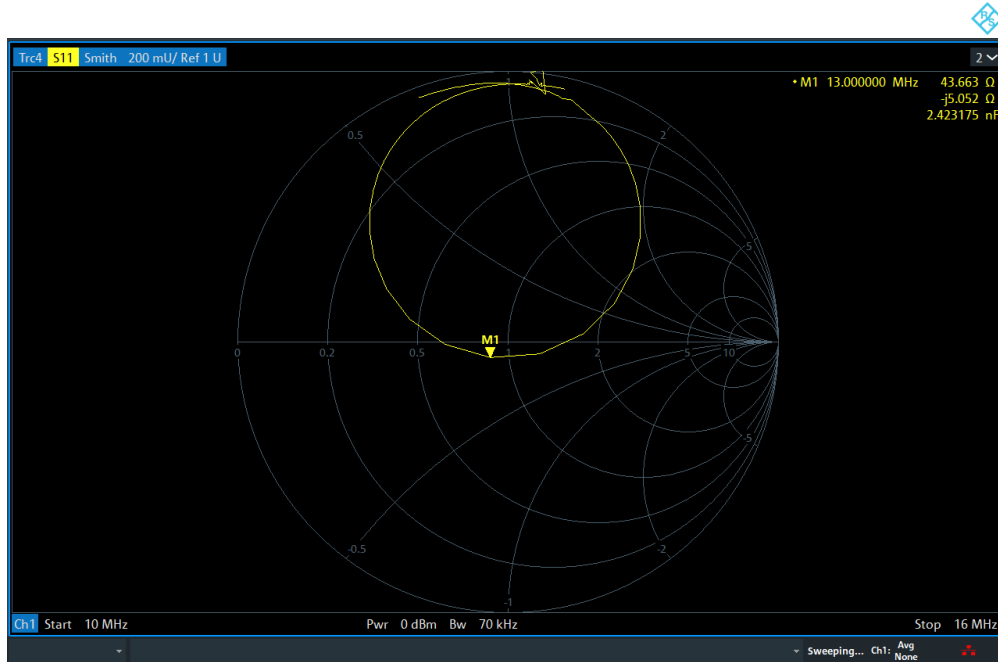 R&S
Trc4 S11 Smith 200 mU/ Ref 1 U
2
• M1 13.000000 MHz 43.663 Ω
-j5.052 Ω
2.423175 nF
1
0.5
2
5
M1
0
0.2
0.5
1
2
5
10
-5
-0.5
-2
-1
Ch1 Start 10 MHz Pwr 0 dBm Bw 70 kHz Stop 16 MHz
Sweeping... Ch1: Avg
None